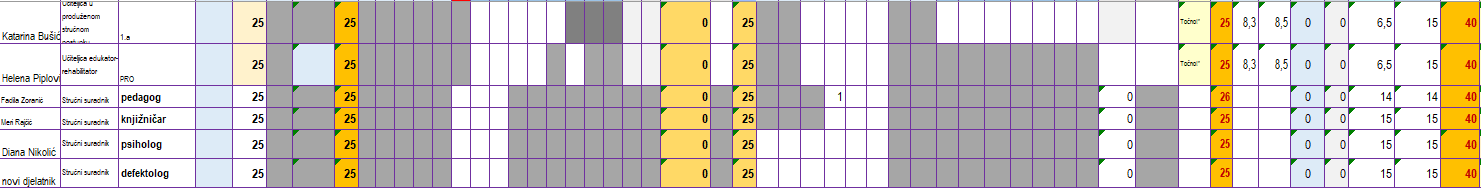 Učiteljica u
produženom
stručnom
Katarina Bušić 1.a 25 25 0 25 Točno!" 25 8,3 8,5 0 0 6,5 15 40
Učiteljica edukator-
rehabilitator
Helena Piplovi PRO 25 25 0 25 Točno!" 25 8,3 8,5 0 0 6,5 15 40
Fadila Zoranić Stručni suradnik pedagog 25 25 0 25 1 0 26 0 0 14 14 40
Meri Rajčić Stručni suradnik knjižničar 25 25 0 25 0 25 0 0 15 15 40
Diana Nikolić Stručni suradnik psiholog 25 25 0 25 0 25 0 0 15 15 40
novi djelatnik Stručni suradnik defektolog 25 25 0 25 0 25 0 0 15 15 40